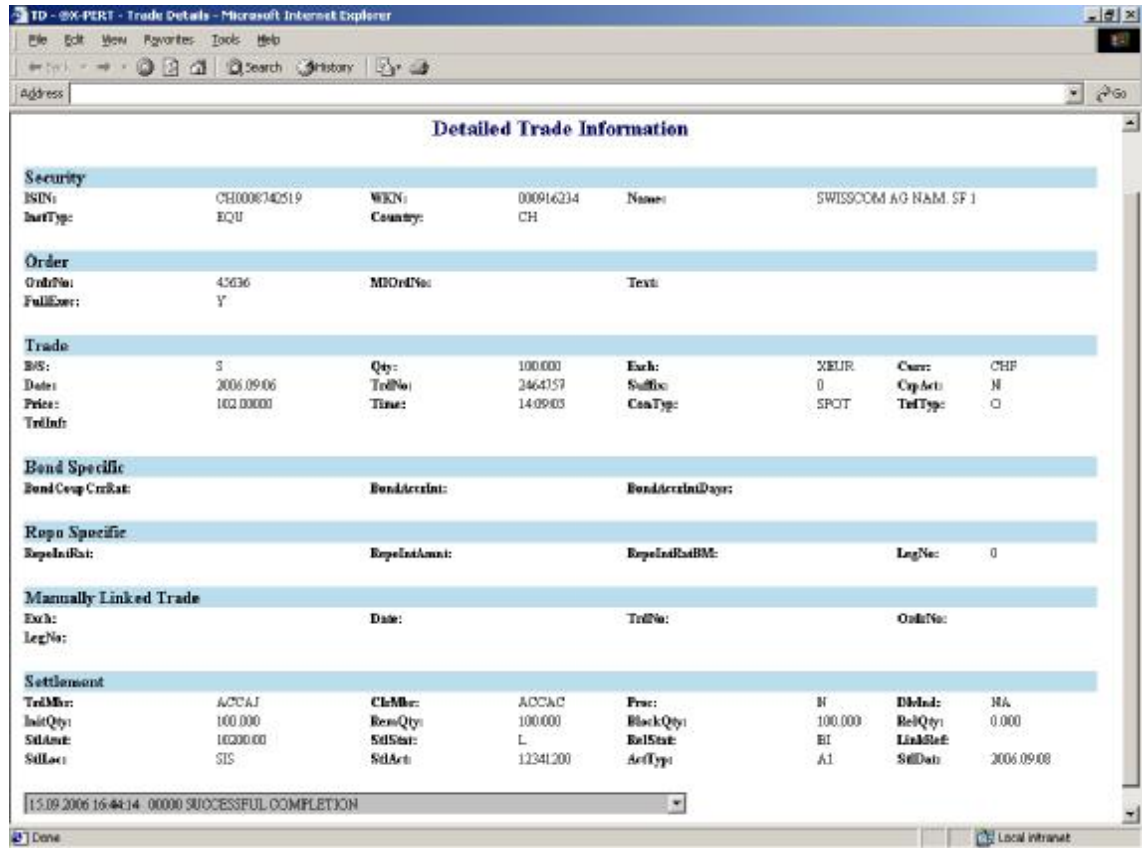 TD - @X-PERT - Trade Details - Microsoft Internet Explorer
File Edit View Favorites Tools Help
Back Search History
Address Go
Detailed Trade Information
Security
ISIN: CH0008742519 WKN: 000916234 Name: SWISSCOM AG NAM. SF 1
InstTyp: EQU Country: CH
Order
OrdrNo: 45636 MIOrdNo: Text:
FullExec: Y
Trade
B/S: S Qty: 100.000 Exch: XEUR Curr: CHF
Date: 2006.09.06 TrdNo: 2464757 Suffix: 0 CrpAct: N
Price: 102.00000 Time: 14:09:03 ConTyp: SPOT TrdTyp: O
TrdInf:
Bond Specific
BondCoupCrrRat: BondAccrInt: BondAccrIntDays:
Repo Specific
RepoIntRat: RepoIntAmnt: RepoIntRatBM: LegNo: 0
Manually Linked Trade
Exch: Date: TrdNo: OrdrNo:
LegNo:
Settlement
TrdMbr: ACCAJ ClrMbr: ACCAC Proc: N DlvInd: NA
InitQty: 100.000 RemQty: 100.000 BlockQty: 100.000 RelQty: 0.000
StlAmt: 10200.00 StlStat: L RelStat: BI LinkRef:
StlLoc: SIS StlAct: 12341200 ActTyp: A1 StlDat: 2006.09.08
15.09.2006 16:44:14 00000 SUCCESSFUL COMPLETION
Done Local intranet